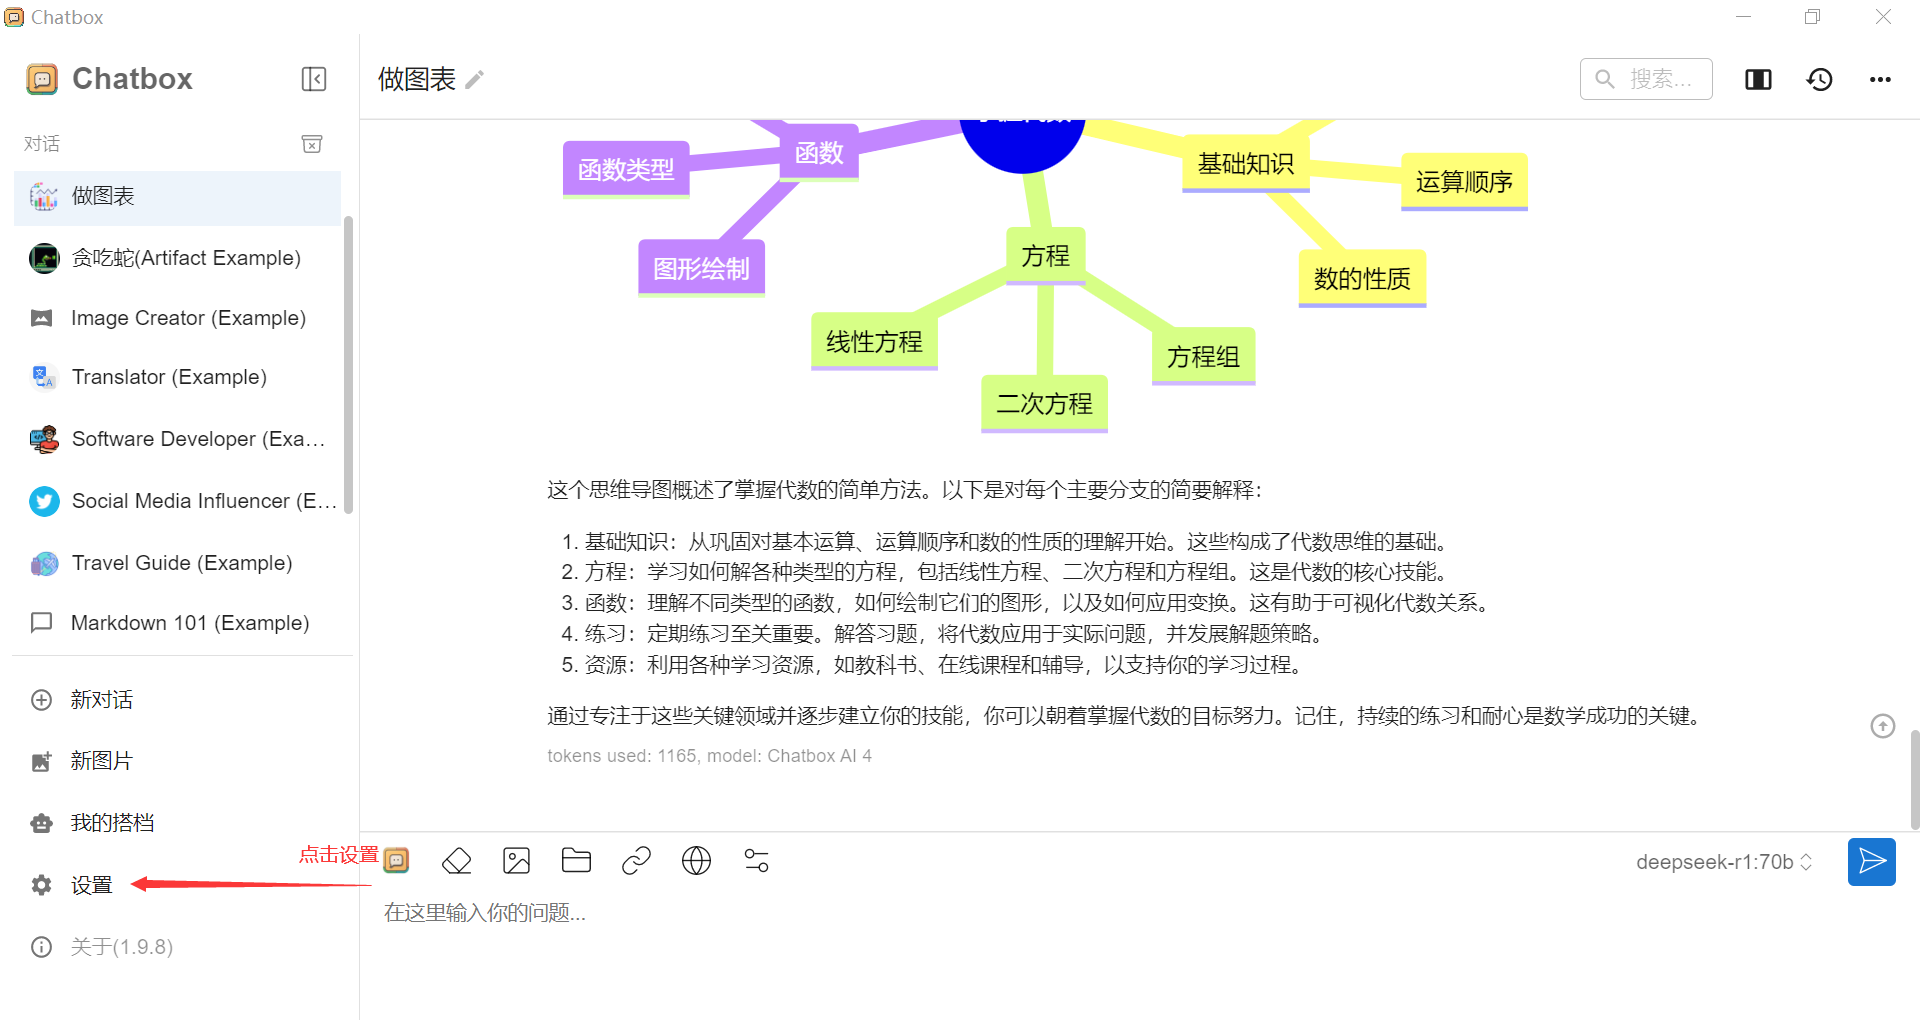 Chatbox
Chatbox
对话
做图表
贪吃蛇(Artifact Example)
Image Creator (Example)
Translator (Example)
Software Developer (Exa...
Social Media Influencer (E...
Travel Guide (Example)
Markdown 101 (Example)
新对话
新图片
我的搭档
点击设置
设置
关于(1.9.8)
做图表
搜索...
函数
函数类型
图形绘制
基础知识
运算顺序
数的性质
方程
线性方程
方程组
二次方程
这个思维导图概述了掌握代数的简单方法。以下是对每个主要分支的简要解释：
1. 基础知识：从巩固对基本运算、运算顺序和数的性质的理解开始。这些构成了代数思维的基础。
2. 方程：学习如何解各种类型的方程，包括线性方程、二次方程和方程组。这是代数的核心技能。
3. 函数：理解不同类型的函数，如何绘制它们的图形，以及如何应用变换。这有助于可视化代数关系。
4. 练习：定期练习至关重要。解答习题，将代数应用于实际问题，并发展解题策略。
5. 资源：利用各种学习资源，如教科书、在线课程和辅导，以支持你的学习过程。
通过专注于这些关键领域并逐步建立你的技能，你可以朝着掌握代数的目标努力。记住，持续的练习和耐心是数学成功的关键。
tokens used: 1165, model: Chatbox AI 4
deepseek-r1:70b
在这里输入你的问题...